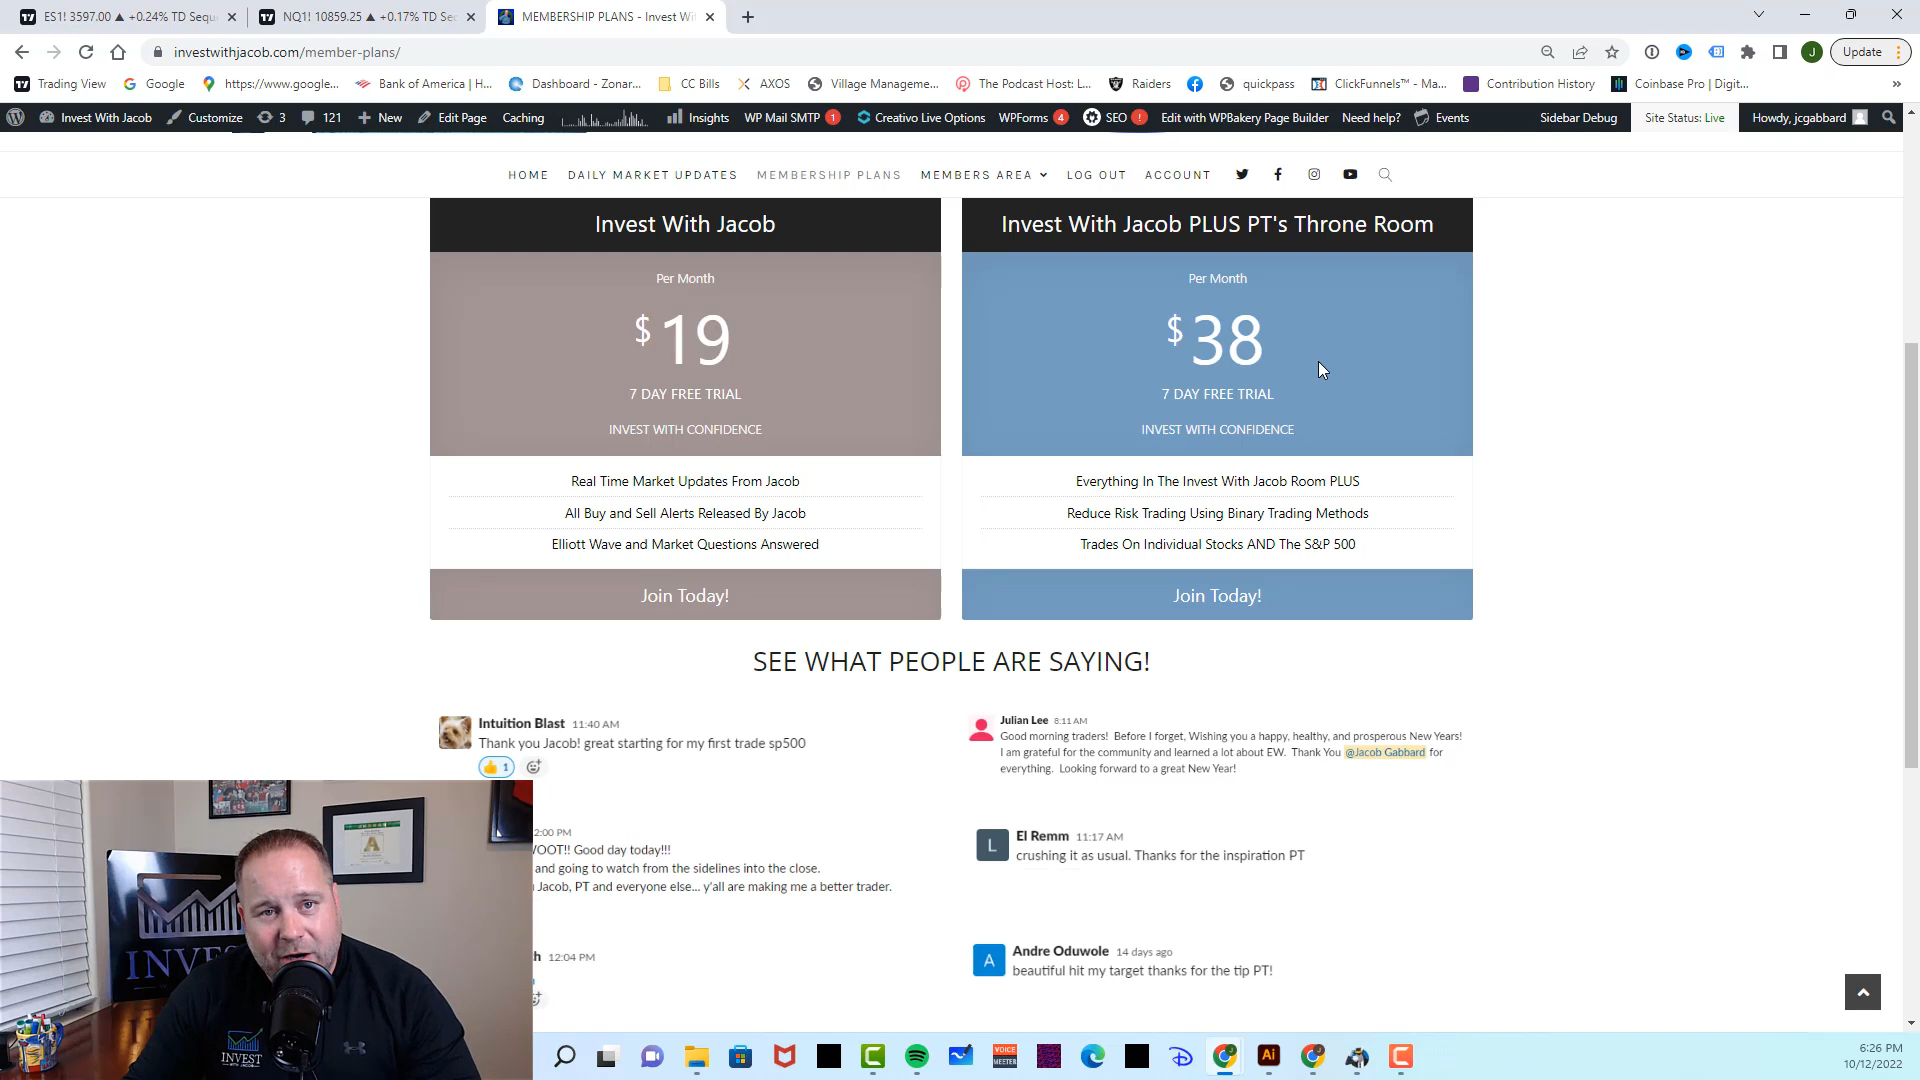 ES1! 3597.00 ▲ +0.24% TD Sequ
NQ1! 10859.25 ▲ +0.17% TD Sec
MEMBERSHIP PLANS - Invest Wi
investwithjacob.com/member-plans/
Update
Trading View
Google
https://www.google...
Bank of America | H...
Dashboard - Zonar...
CC Bills
AXOS
Village Manageme...
The Podcast Host: L...
Raiders
quickpass
ClickFunnels™ - Ma...
Contribution History
Coinbase Pro | Digit...
Invest With Jacob
Customize
3
121
New
Edit Page
Caching
Insights
WP Mail SMTP 1
Creativo Live Options
WPForms 4
SEO !
Edit with WPBakery Page Builder
Need help?
Events
Sidebar Debug
Site Status: Live
Howdy, jcgabbard
HOME
DAILY MARKET UPDATES
MEMBERSHIP PLANS
MEMBERS AREA
LOG OUT
ACCOUNT
Invest With Jacob
Per Month
$19
7 DAY FREE TRIAL
INVEST WITH CONFIDENCE
Real Time Market Updates From Jacob
All Buy and Sell Alerts Released By Jacob
Elliott Wave and Market Questions Answered
Join Today!
Invest With Jacob PLUS PT's Throne Room
Per Month
$38
7 DAY FREE TRIAL
INVEST WITH CONFIDENCE
Everything In The Invest With Jacob Room PLUS
Reduce Risk Trading Using Binary Trading Methods
Trades On Individual Stocks AND The S&P 500
Join Today!
SEE WHAT PEOPLE ARE SAYING!
Intuition Blast 11:40 AM
Thank you Jacob! great starting for my first trade sp500
1
Julian Lee 8:11 AM
Good morning traders! Before I forget, Wishing you a happy, healthy, and prosperous New Years!
I am grateful for the community and learned a lot about EW. Thank You @Jacob Gabbard for
everything. Looking forward to a great New Year!
2:00 PM
VOOT!! Good day today!!!
and going to watch from the sidelines into the close.
Jacob, PT and everyone else... y'all are making me a better trader.
L
El Remm 11:17 AM
crushing it as usual. Thanks for the inspiration PT
h 12:04 PM
A
Andre Oduwole 14 days ago
beautiful hit my target thanks for the tip PT!
INVES
INVEST
VOICE
MEETER
Ai
6:26 PM
10/12/2022